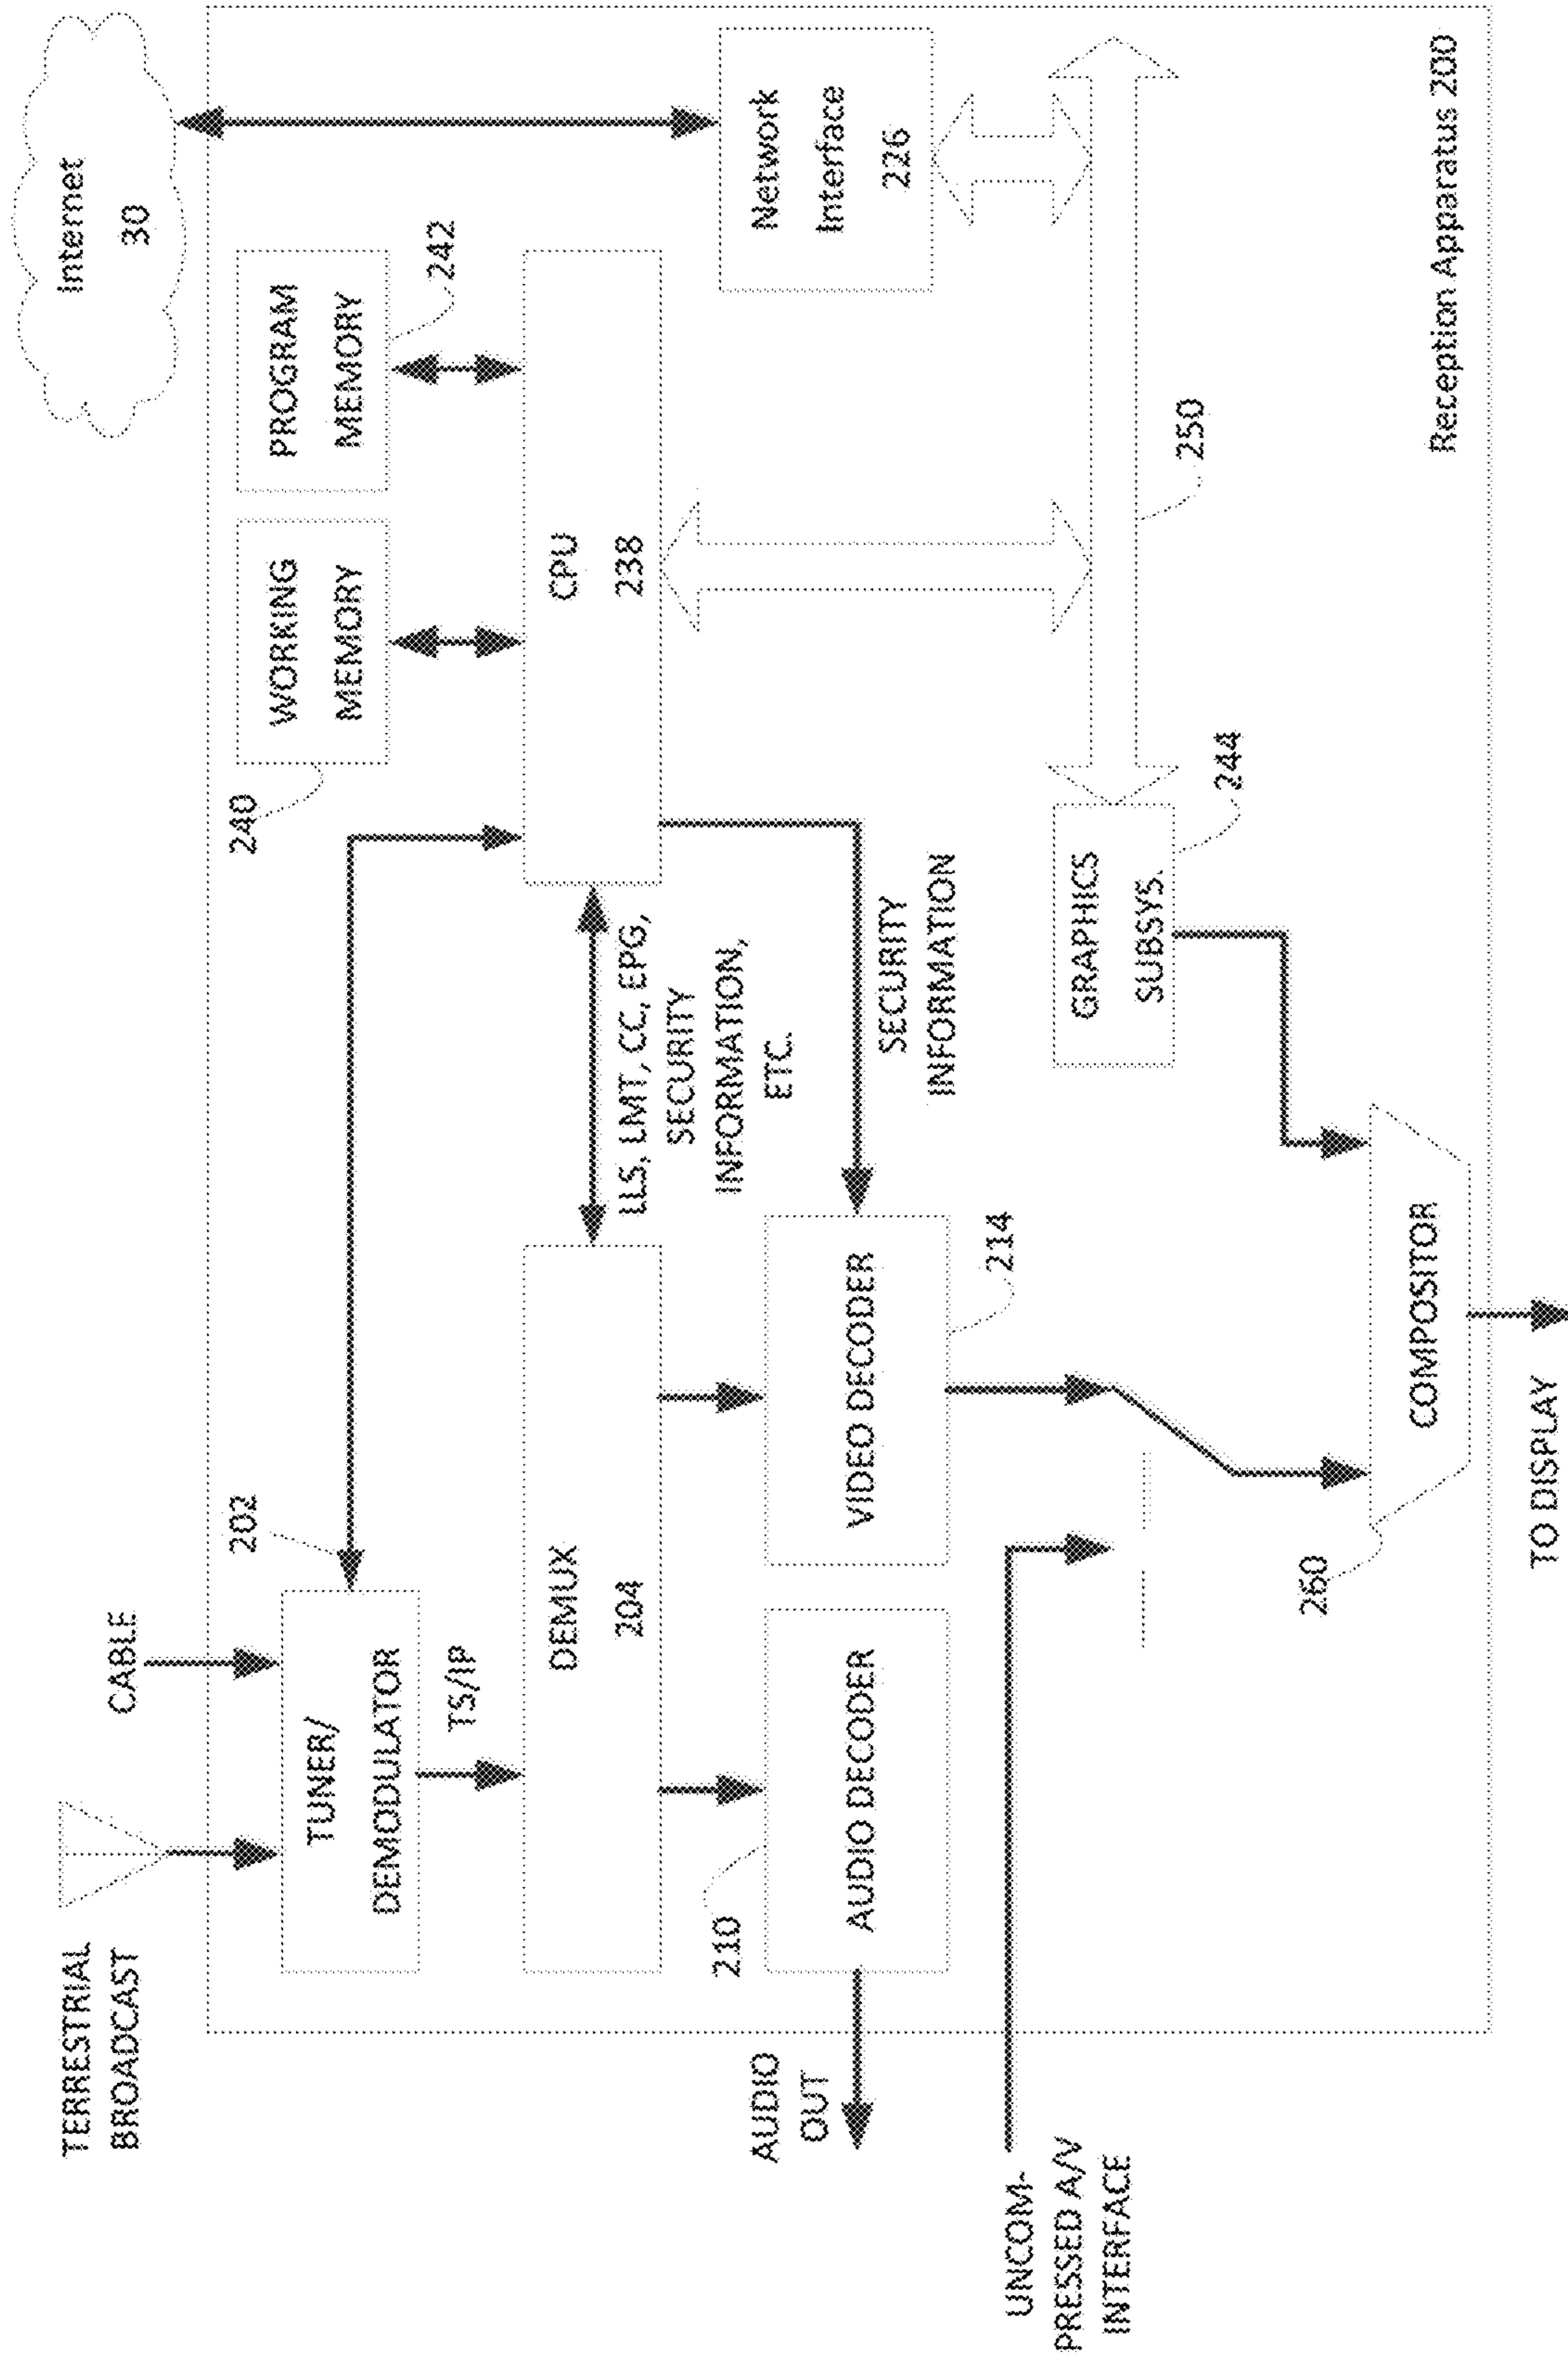 TERRESTRIAL
BROADCAST
CABLE
Internet
30
202
240
TUNER/
DEMODULATOR
WORKING
MEMORY
PROGRAM
MEMORY
242
TS/IP
DEMUX
204
CPU
238
LLS, LMT, CC, EPG,
SECURITY
INFORMATION,
ETC.
210
AUDIO
OUT
AUDIO DECODER
VIDEO DECODER
214
SECURITY
INFORMATION
Network
Interface
226
UNCOM-
PRESSED A/V
INTERFACE
GRAPHICS
SUBSYS.
244
250
260
COMPOSITOR
Reception Apparatus 200
TO DISPLAY